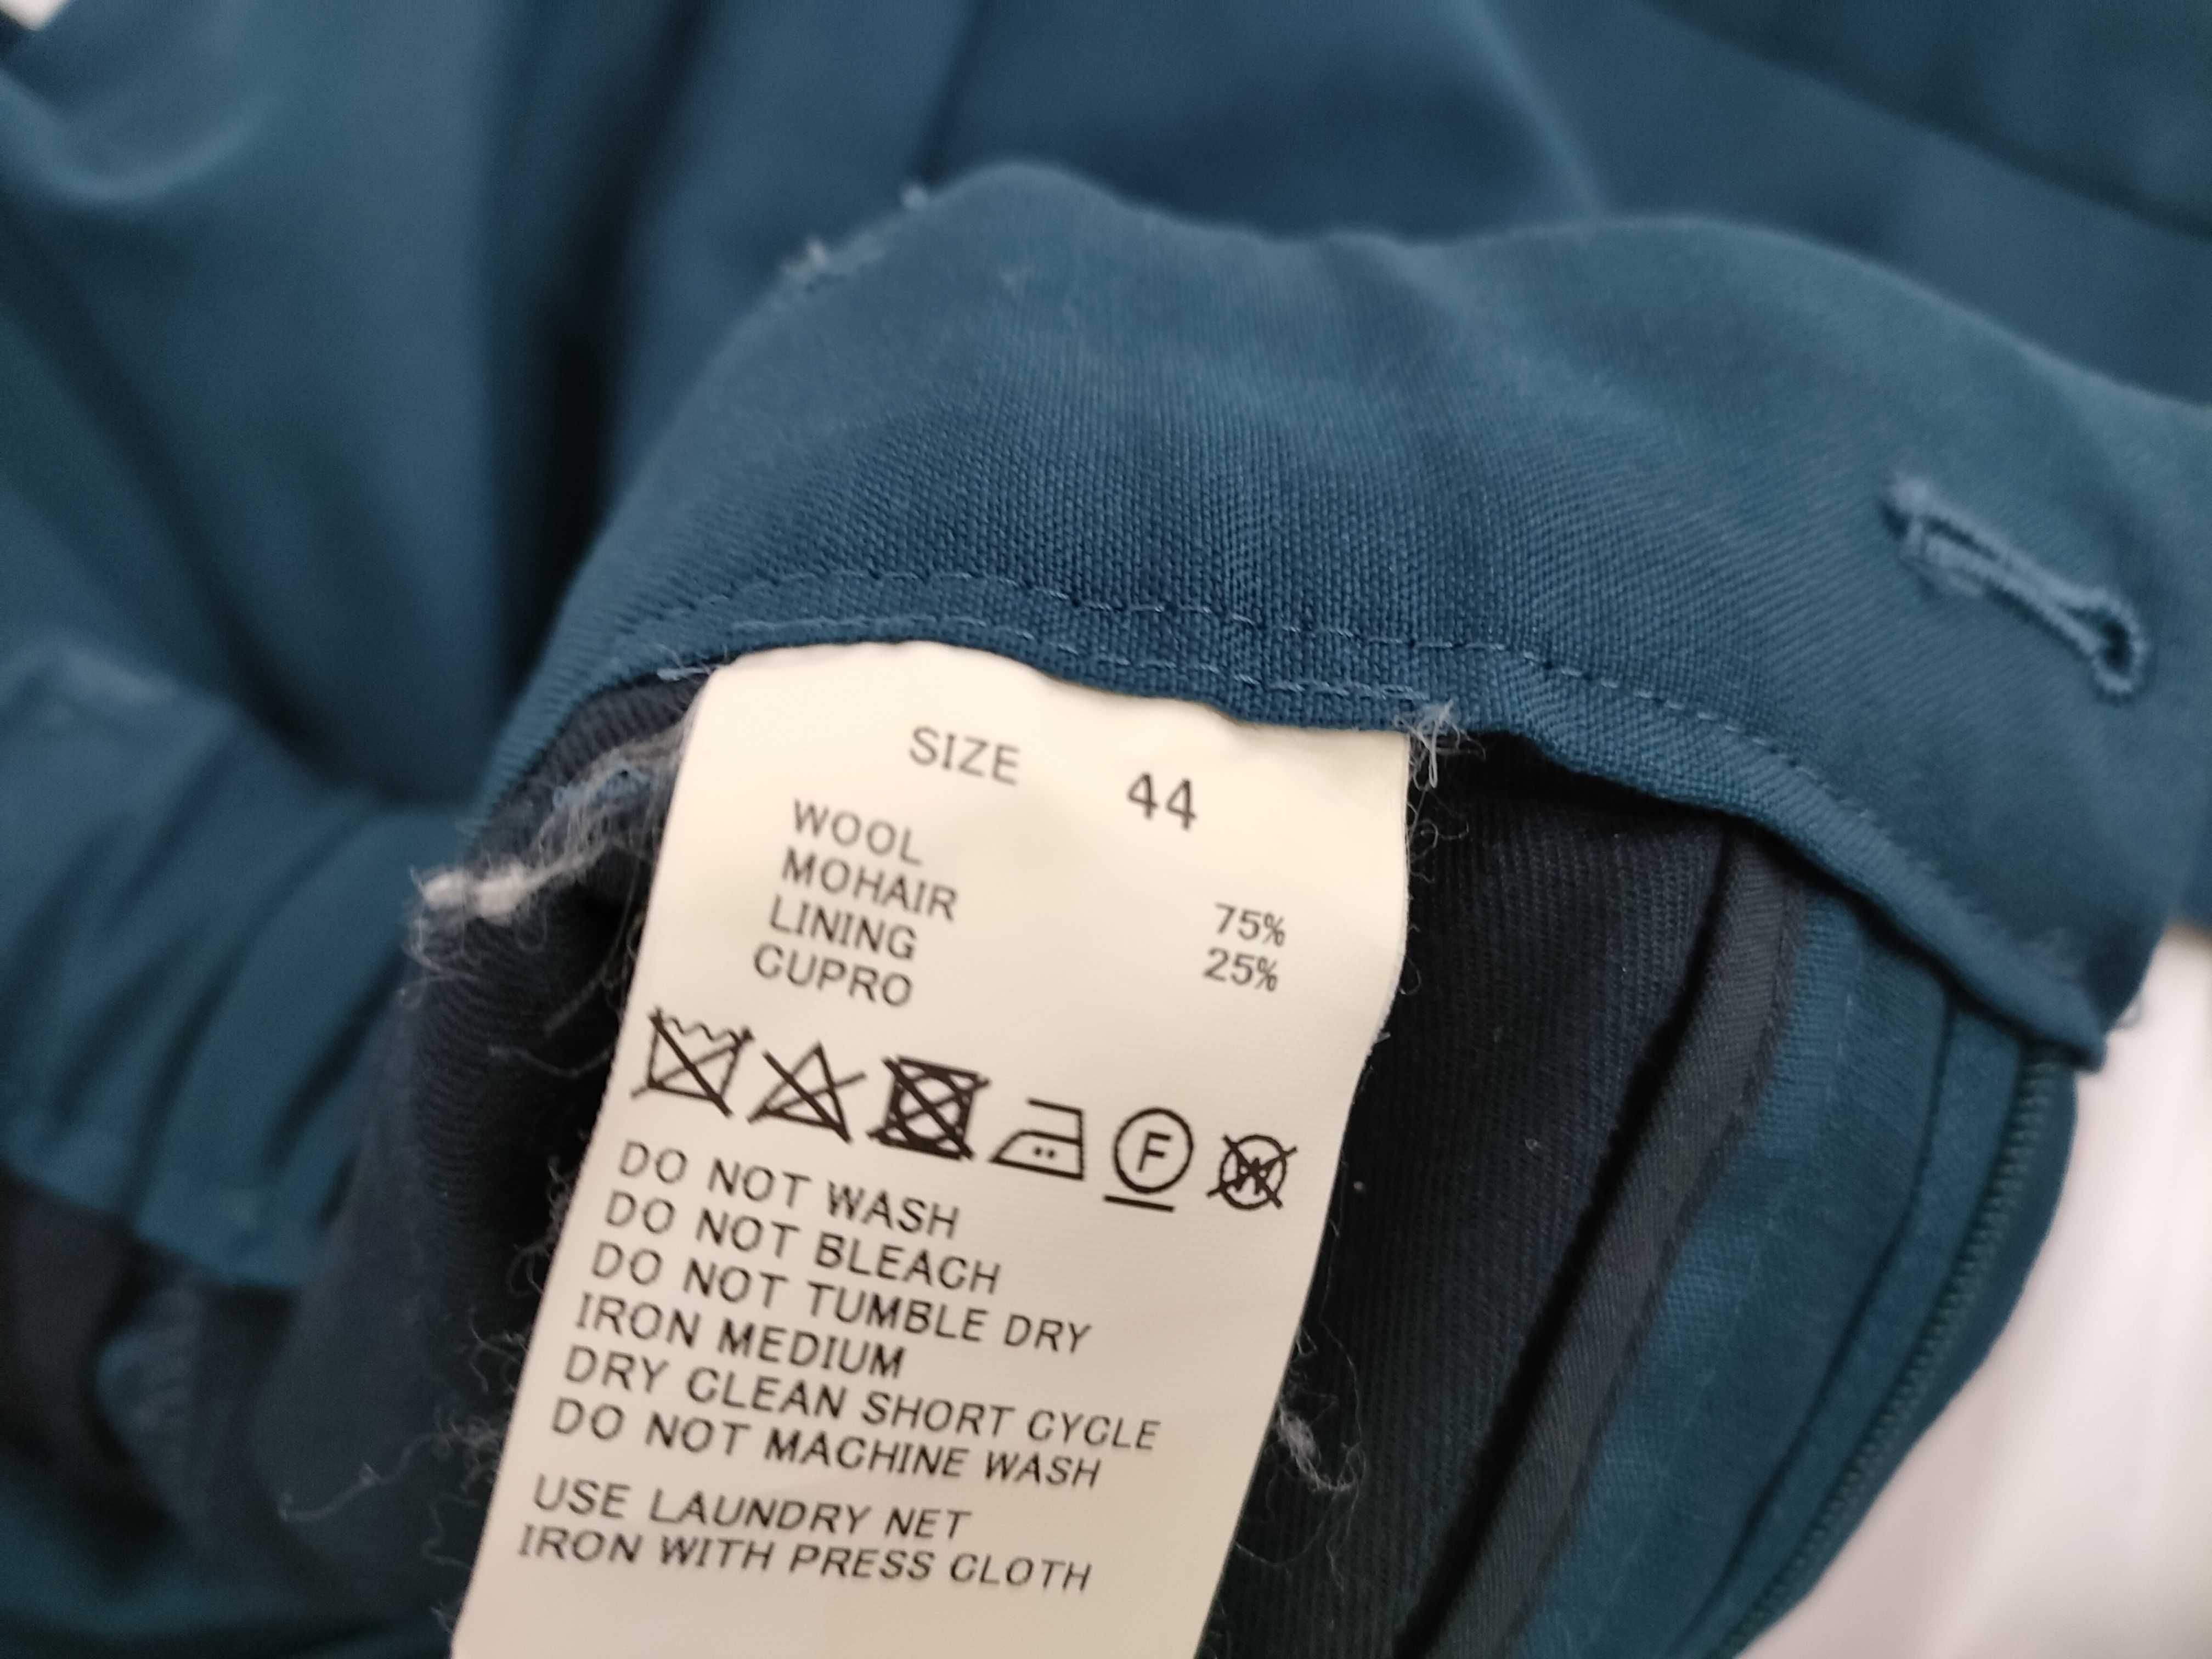 SIZE 44
WOOL 75%
MOHAIR 25%
LINING
CUPRO
F W
DO NOT WASH
DO NOT BLEACH
DO NOT TUMBLE DRY
IRON MEDIUM
DRY CLEAN SHORT CYCLE
DO NOT MACHINE WASH
USE LAUNDRY NET
IRON WITH PRESS CLOTH